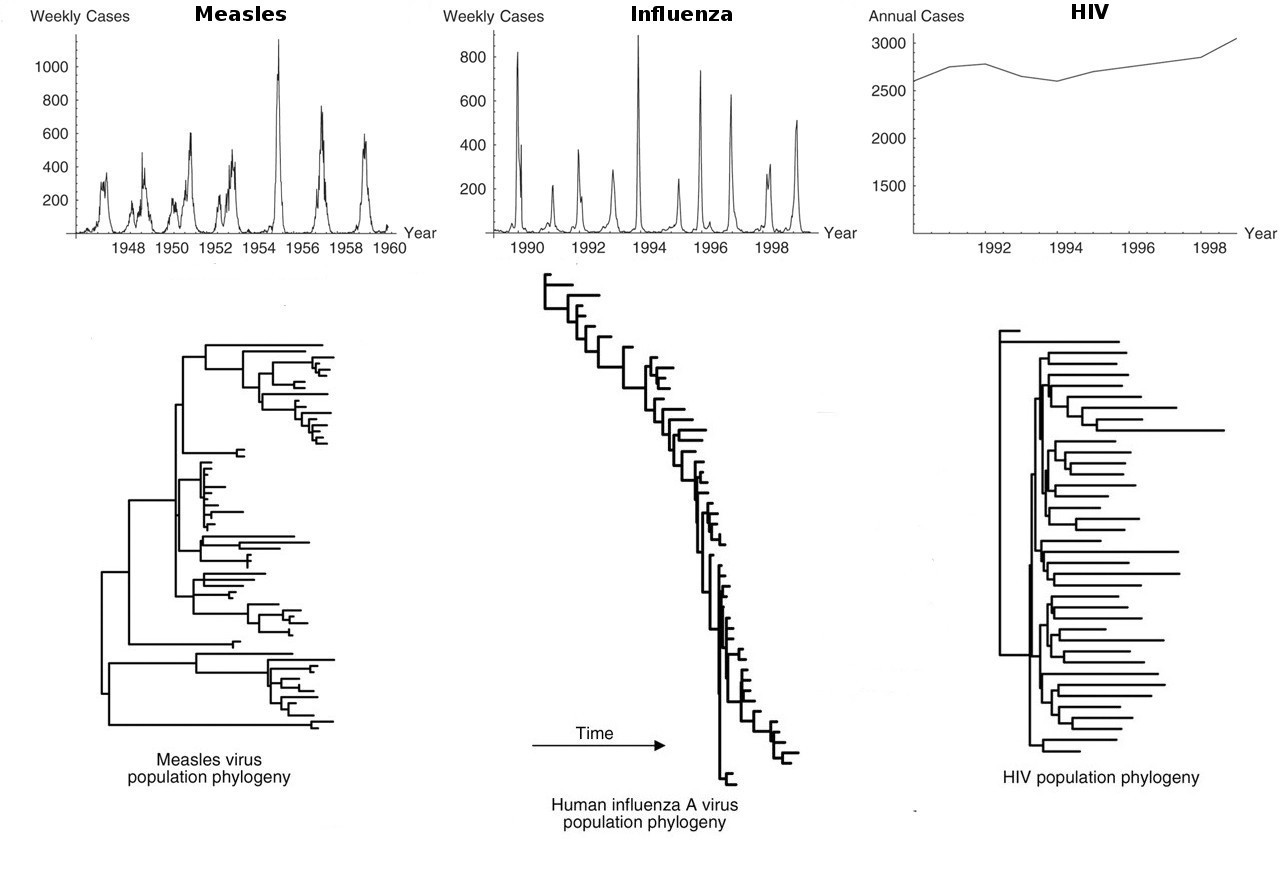 Measles
Weekly Cases
1000
800
600
400
200
1948 1950 1952 1954 1956 1958 1960
Year
Influenza
Weekly Cases
800
600
400
200
1990 1992 1994 1996 1998
Year
HIV
Annual Cases
3000
2500
2000
1500
1992 1994 1996 1998
Year
Measles virus
population phylogeny
Time
Human influenza A virus
population phylogeny
HIV population phylogeny